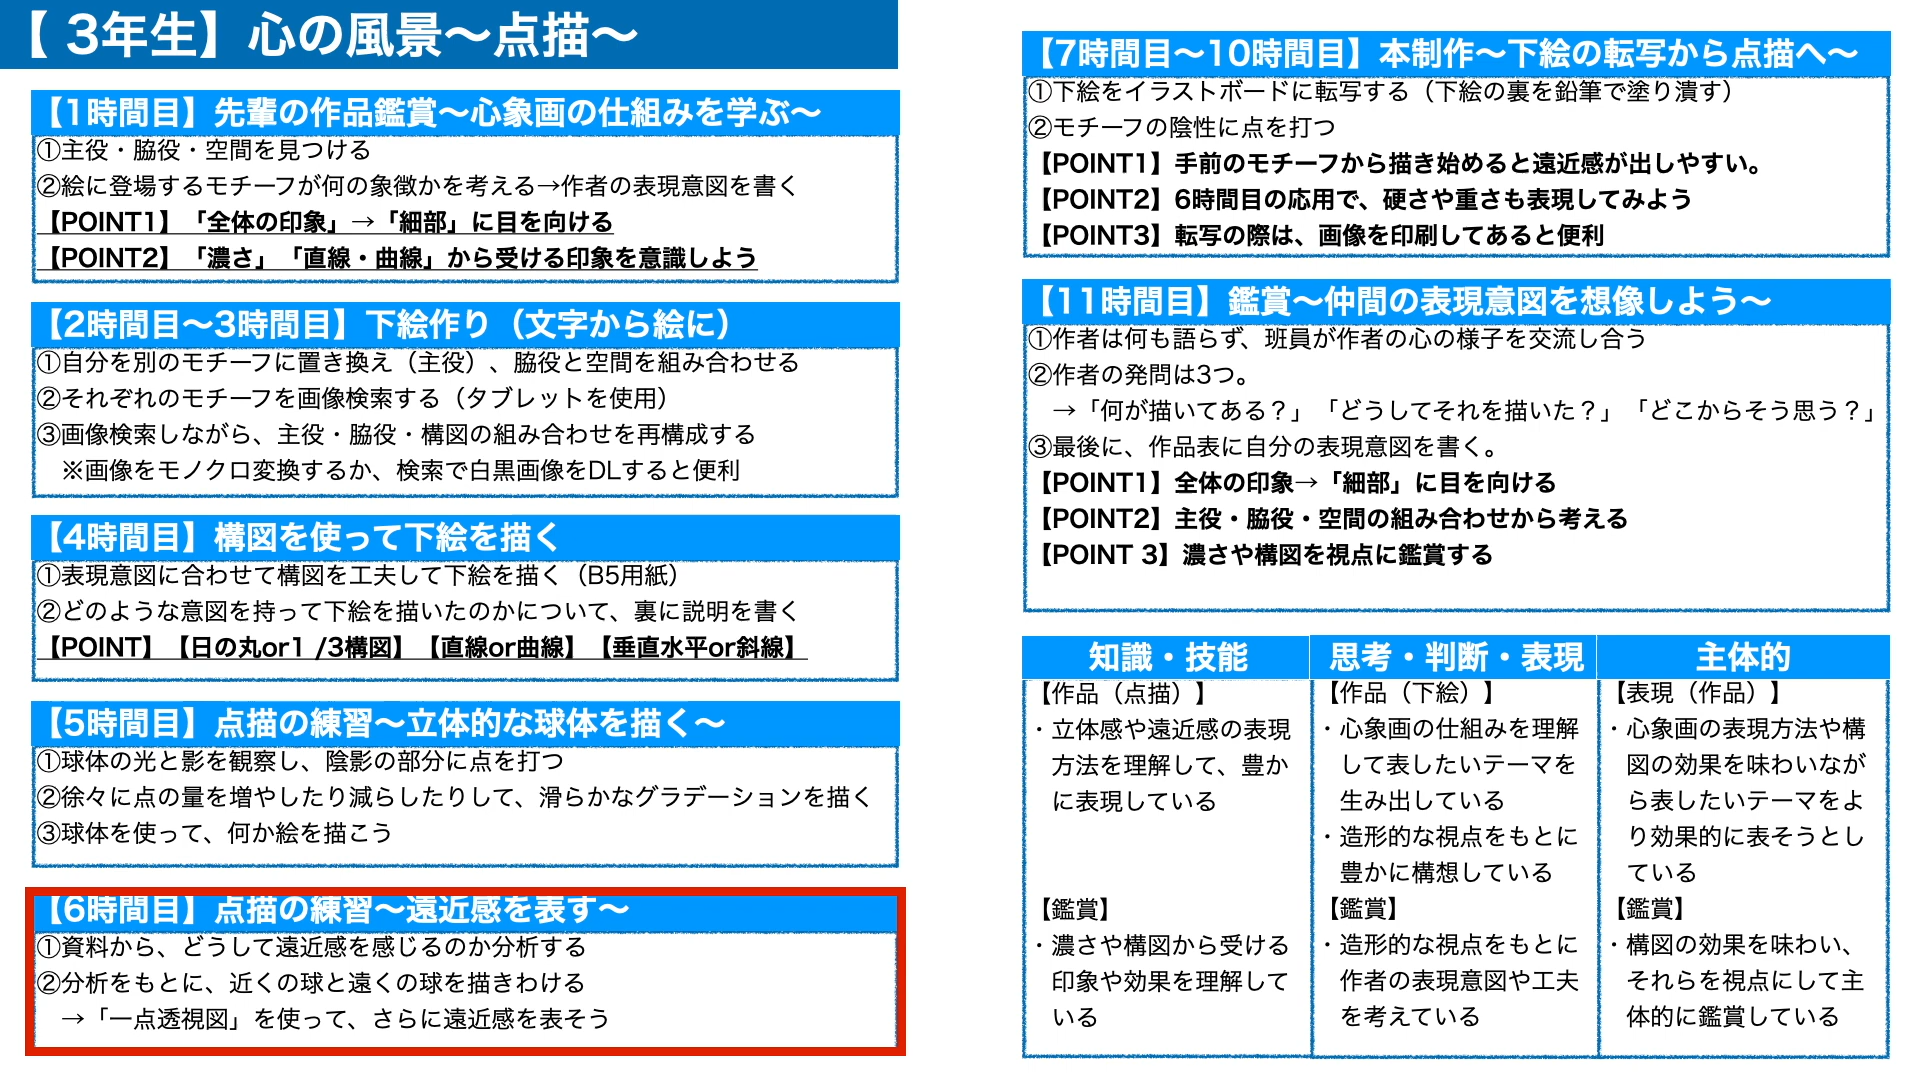 【 3年生】心の風景〜点描〜
【1時間目】先輩の作品鑑賞〜心象画の仕組みを学ぶ〜
①主役・脇役・空間を見つける
②絵に登場するモチーフが何の象徴かを考える→作者の表現意図を書く
【POINT1】「全体の印象」→「細部」に目を向ける
【POINT2】「濃さ」「直線・曲線」から受ける印象を意識しよう
【2時間目〜3時間目】下絵作り（文字から絵に）
①自分を別のモチーフに置き換え（主役）、脇役と空間を組み合わせる
②それぞれのモチーフを画像検索する（タブレットを使用）
③画像検索しながら、主役・脇役・構図の組み合わせを再構成する
※画像をモノクロ変換するか、検索で白黒画像をDLすると便利
【4時間目】構図を使って下絵を描く
①表現意図に合わせて構図を工夫して下絵を描く（B5用紙）
②どのような意図を持って下絵を描いたのかについて、裏に説明を書く
【POINT】【日の丸or1 /3構図】【直線or曲線】【垂直水平or斜線】
【5時間目】点描の練習〜立体的な球体を描く〜
①球体の光と影を観察し、陰影の部分に点を打つ
②徐々に点の量を増やしたり減らしたりして、滑らかなグラデーションを描く
③球体を使って、何か絵を描こう
【6時間目】点描の練習〜遠近感を表す〜
①資料から、どうして遠近感を感じるのか分析する
②分析をもとに、近くの球と遠くの球を描きわける
→「一点透視図」を使って、さらに遠近感を表そう
【7時間目〜10時間目】本制作〜下絵の転写から点描へ〜
①下絵をイラストボードに転写する（下絵の裏を鉛筆で塗り潰す）
②モチーフの陰性に点を打つ
【POINT1】手前のモチーフから描き始めると遠近感が出しやすい。
【POINT2】6時間目の応用で、硬さや重さも表現してみよう
【POINT3】転写の際は、画像を印刷してあると便利
【11時間目】鑑賞〜仲間の表現意図を想像しよう〜
①作者は何も語らず、班員が作者の心の様子を交流し合う
②作者の発問は3つ。
→「何が描いてある？」「どうしてそれを描いた？」「どこからそう思う？」
③最後に、作品表に自分の表現意図を書く。
【POINT1】全体の印象→「細部」に目を向ける
【POINT2】主役・脇役・空間の組み合わせから考える
【POINT 3】濃さや構図を視点に鑑賞する
知識・技能
【作品（点描）】
・立体感や遠近感の表現
方法を理解して、豊か
に表現している
【鑑賞】
・濃さや構図から受ける
印象や効果を理解して
いる
思考・判断・表現
【作品（下絵）】
・心象画の仕組みを理解
して表したいテーマを
生み出している
・造形的な視点をもとに
豊かに構想している
【鑑賞】
・造形的な視点をもとに
作者の表現意図や工夫
を考えている
主体的
【表現（作品）】
・心象画の表現方法や構
図の効果を味わいなが
ら表したいテーマをよ
り効果的に表そうとし
ている
【鑑賞】
・構図の効果を味わい、
それらを視点にして主
体的に鑑賞している